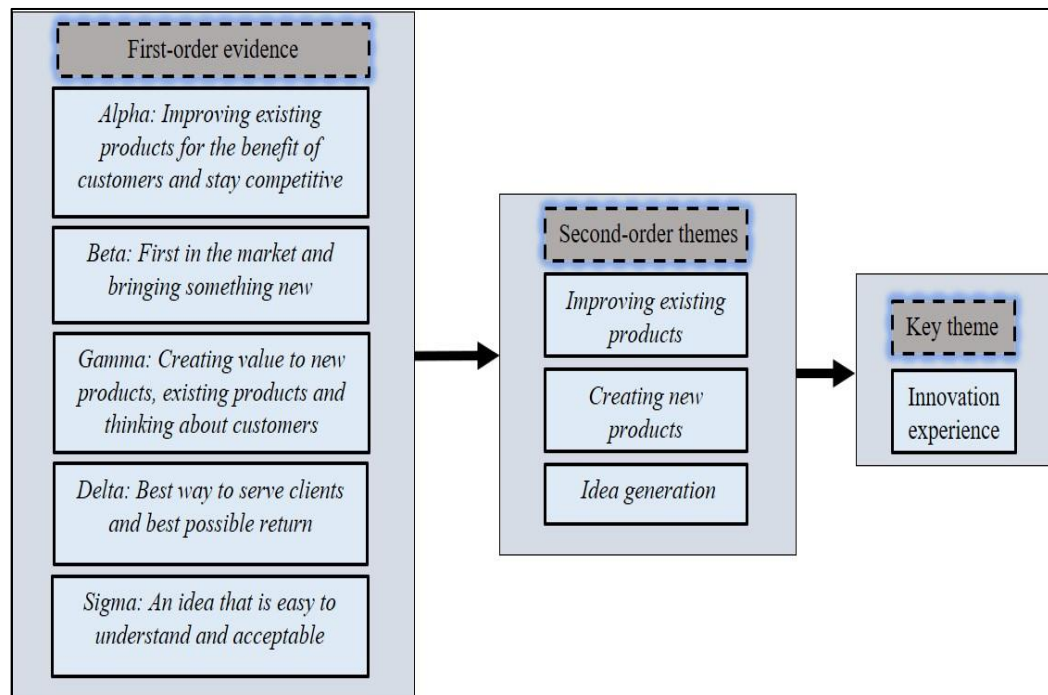 First-order evidence
Alpha: Improving existing
products for the benefit of
customers and stay competitive
Beta: First in the market and
bringing something new
Gamma: Creating value to new
products, existing products and
thinking about customers
Delta: Best way to serve clients
and best possible return
Sigma: An idea that is easy to
understand and acceptable
Second-order themes
Improving existing
products
Creating new
products
Idea generation
Key theme
Innovation
experience